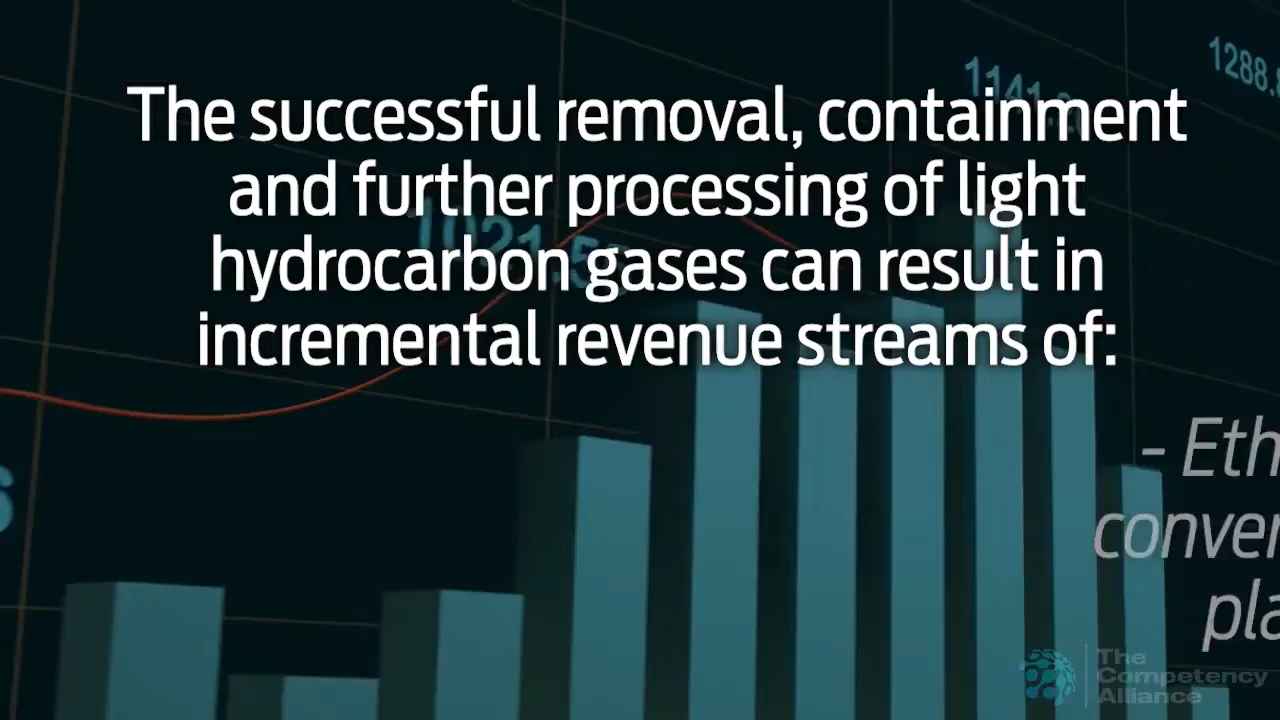 The successful removal, containment
and further processing of light
hydrocarbon gases can result in
incremental revenue streams of:
- Eth
conver
pla
The
Competency
Alliance